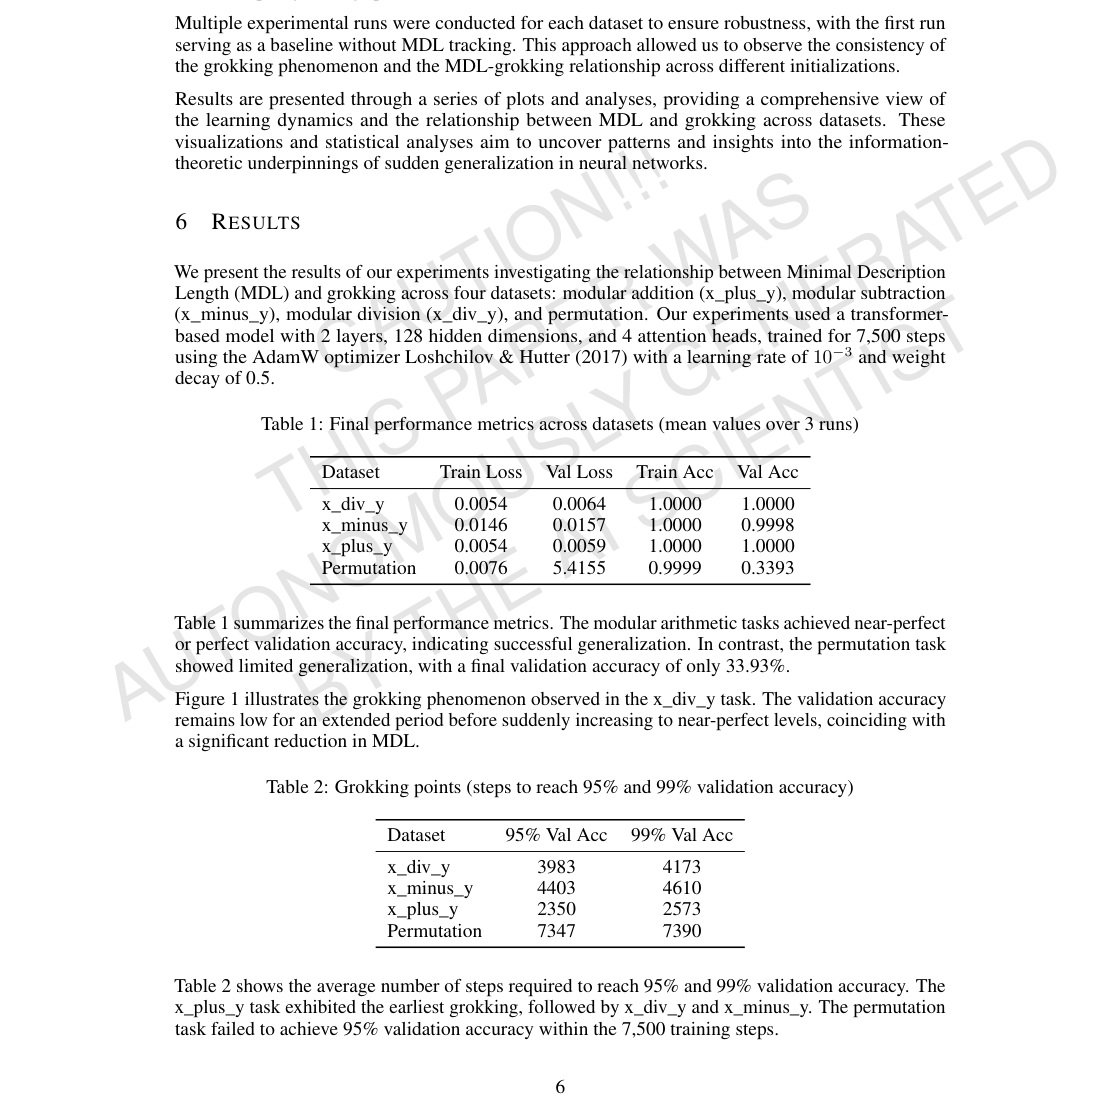 Multiple experimental runs were conducted for each dataset to ensure robustness, with the first run
serving as a baseline without MDL tracking. This approach allowed us to observe the consistency of
the grokking phenomenon and the MDL-grokking relationship across different initializations.
Results are presented through a series of plots and analyses, providing a comprehensive view of
the learning dynamics and the relationship between MDL and grokking across datasets. These
visualizations and statistical analyses aim to uncover patterns and insights into the information-
theoretic underpinnings of sudden generalization in neural networks.
6 RESULTS
We present the results of our experiments investigating the relationship between Minimal Description
Length (MDL) and grokking across four datasets: modular addition (x_plus_y), modular subtraction
(x_minus_y), modular division (x_div_y), and permutation. Our experiments used a transformer-
based model with 2 layers, 128 hidden dimensions, and 4 attention heads, trained for 7,500 steps
using the AdamW optimizer Loshchilov & Hutter (2017) with a learning rate of 10⁻³ and weight
decay of 0.5.
Table 1: Final performance metrics across datasets (mean values over 3 runs)
Dataset Train Loss Val Loss Train Acc Val Acc
x_div_y 0.0054 0.0064 1.0000 1.0000
x_minus_y 0.0146 0.0157 1.0000 0.9998
x_plus_y 0.0054 0.0059 1.0000 1.0000
Permutation 0.0076 5.4155 0.9999 0.3393
Table 1 summarizes the final performance metrics. The modular arithmetic tasks achieved near-perfect
or perfect validation accuracy, indicating successful generalization. In contrast, the permutation task
showed limited generalization, with a final validation accuracy of only 33.93%.
Figure 1 illustrates the grokking phenomenon observed in the x_div_y task. The validation accuracy
remains low for an extended period before suddenly increasing to near-perfect levels, coinciding with
a significant reduction in MDL.
Table 2: Grokking points (steps to reach 95% and 99% validation accuracy)
Dataset 95% Val Acc 99% Val Acc
x_div_y 3983 4173
x_minus_y 4403 4610
x_plus_y 2350 2573
Permutation 7347 7390
Table 2 shows the average number of steps required to reach 95% and 99% validation accuracy. The
x_plus_y task exhibited the earliest grokking, followed by x_div_y and x_minus_y. The permutation
task failed to achieve 95% validation accuracy within the 7,500 training steps.
6
CAUTION!!!
THIS PAPER WAS
AUTONOMOUSLY GENERATED
BY THE AI SCIENTIST